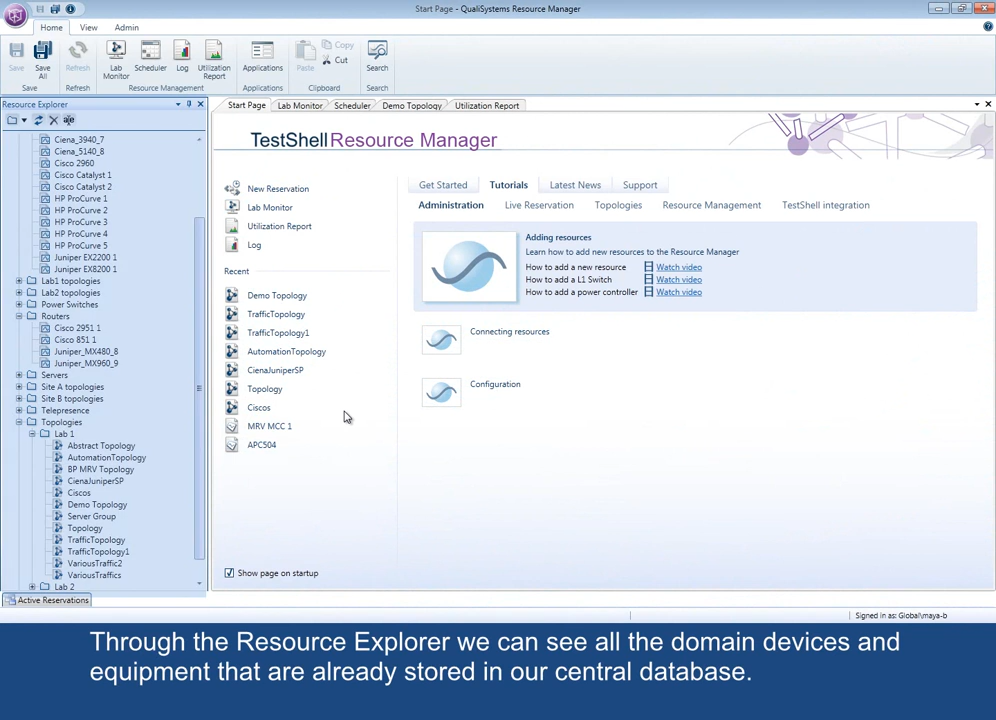 Start Page - QualiSystems Resource Manager
Home View Admin
Save
Save All
Refresh
Lab Monitor
Scheduler
Log
Utilization Report
Applications
Paste
Copy
Cut
Search
Save Refresh Resource Management Applications Clipboard Search
Resource Explorer
Ciena_3940_7
Ciena_5140_8
Cisco 2960
Cisco Catalyst 1
Cisco Catalyst 2
HP ProCurve 1
HP ProCurve 2
HP ProCurve 3
HP ProCurve 4
HP ProCurve 5
Juniper EX2200 1
Juniper EX8200 1
Lab1 topologies
Lab2 topologies
Power Switches
Routers
Cisco 2951 1
Cisco 851 1
Juniper_MX480_8
Juniper_MX960_9
Servers
Site A topologies
Site B topologies
Telepresence
Topologies
Lab 1
Abstract Topology
AutomationTopology
BP MRV Topology
CienaJuniperSP
Ciscos
Demo Topology
Server Group
Topology
TrafficTopology
TrafficTopology1
VariousTraffic2
VariousTraffics
Lab 2
Active Reservations
Start Page Lab Monitor Scheduler Demo Topology Utilization Report
TestShell Resource Manager
New Reservation
Lab Monitor
Utilization Report
Log
Recent
Demo Topology
TrafficTopology
TrafficTopology1
AutomationTopology
CienaJuniperSP
Topology
Ciscos
MRV MCC 1
APC504
Show page on startup
Get Started Tutorials Latest News Support
Administration Live Reservation Topologies Resource Management TestShell integration
Adding resources
Learn how to add new resources to the Resource Manager
How to add a new resource Watch video
How to add a L1 Switch Watch video
How to add a power controller Watch video
Connecting resources
Configuration
Signed in as: Global\maya-b
Through the Resource Explorer we can see all the domain devices and
equipment that are already stored in our central database.